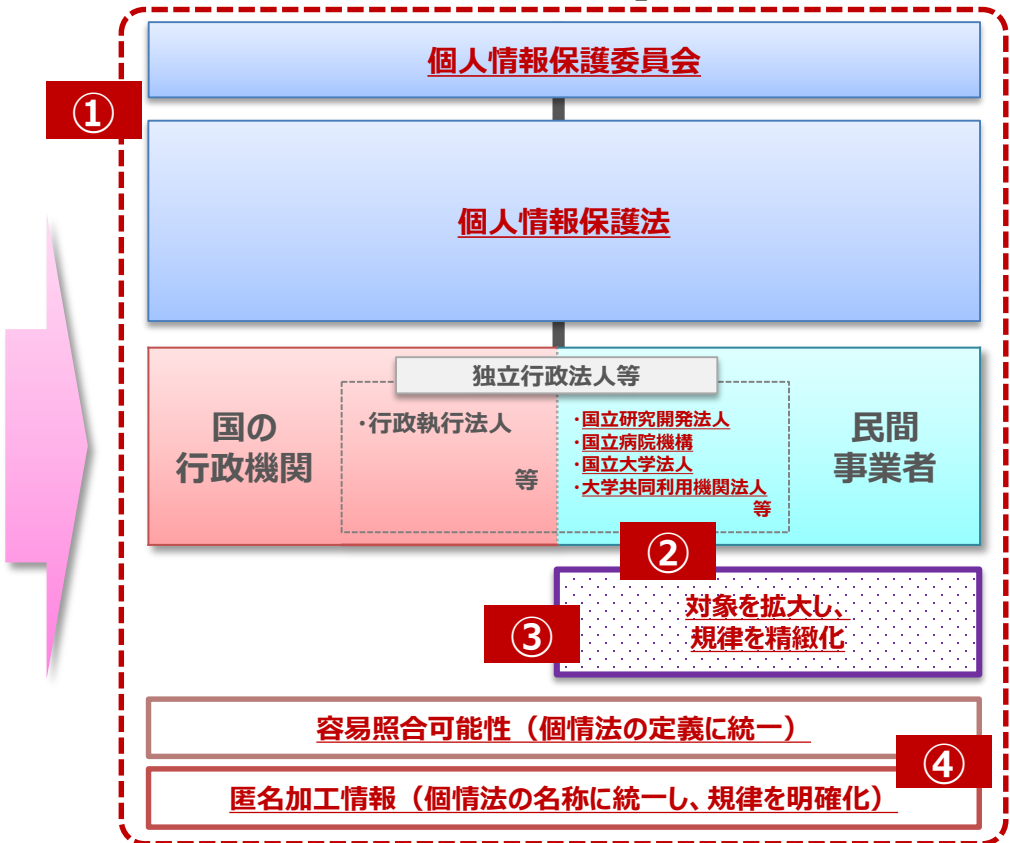 個人情報保護委員会
①
個人情報保護法
独立行政法人等
国の
行政機関
・行政執行法人
等
・国立研究開発法人
・国立病院機構
・国立大学法人
・大学共同利用機関法人
等
民間
事業者
②
対象を拡大し、
規律を精緻化
③
容易照合可能性（個情法の定義に統一）
④
匿名加工情報（個情法の名称に統一し、規律を明確化）